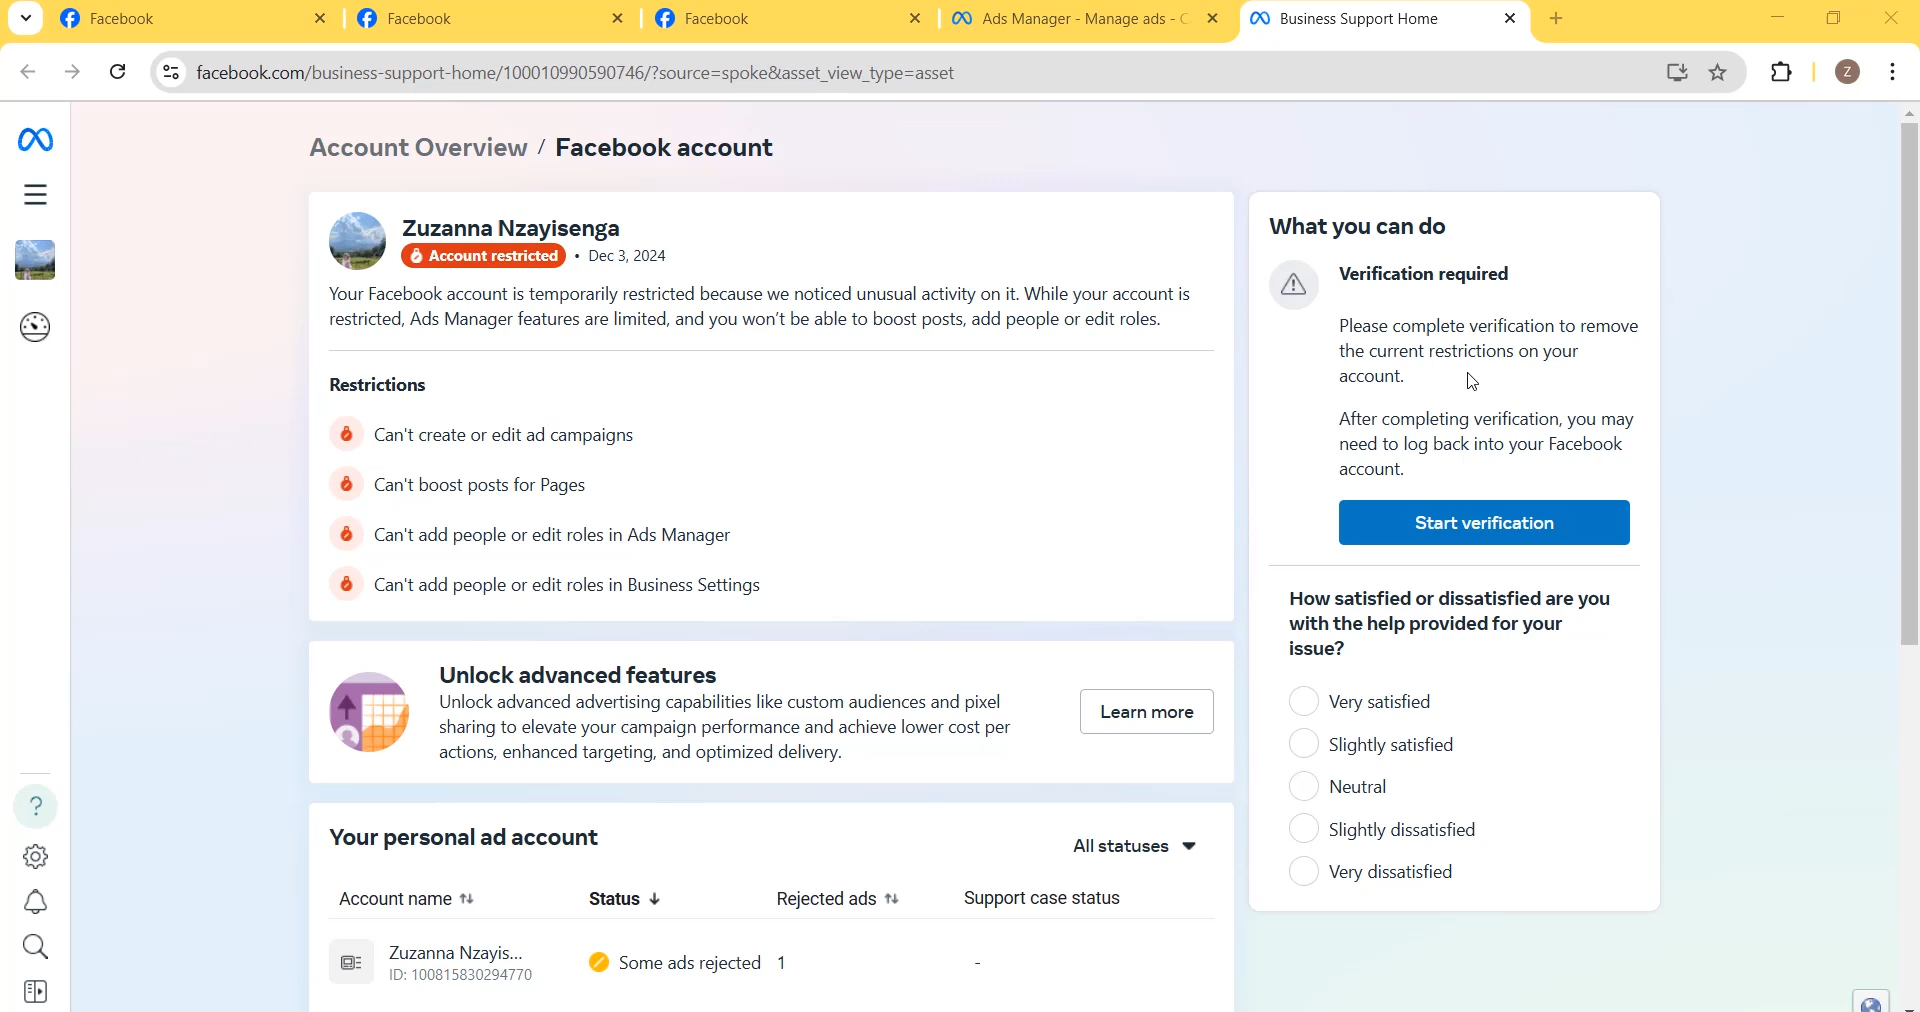 Facebook
Facebook
Facebook
Ads Manager - Manage ads - C
Business Support Home
facebook.com/business-support-home/100010990590746/?source=spoke&asset_view_type=asset
Z
Account Overview / Facebook account
Zuzanna Nzayisenga
Account restricted • Dec 3, 2024
Your Facebook account is temporarily restricted because we noticed unusual activity on it. While your account is
restricted, Ads Manager features are limited, and you won't be able to boost posts, add people or edit roles.
Restrictions
Can't create or edit ad campaigns
Can't boost posts for Pages
Can't add people or edit roles in Ads Manager
Can't add people or edit roles in Business Settings
Unlock advanced features
Unlock advanced advertising capabilities like custom audiences and pixel
sharing to elevate your campaign performance and achieve lower cost per
actions, enhanced targeting, and optimized delivery.
Learn more
Your personal ad account
All statuses
Account name Status Rejected ads Support case status
Zuzanna Nzayis...
ID: 100815830294770
Some ads rejected 1 -
What you can do
Verification required
Please complete verification to remove
the current restrictions on your
account.
After completing verification, you may
need to log back into your Facebook
account.
Start verification
How satisfied or dissatisfied are you
with the help provided for your
issue?
Very satisfied
Slightly satisfied
Neutral
Slightly dissatisfied
Very dissatisfied